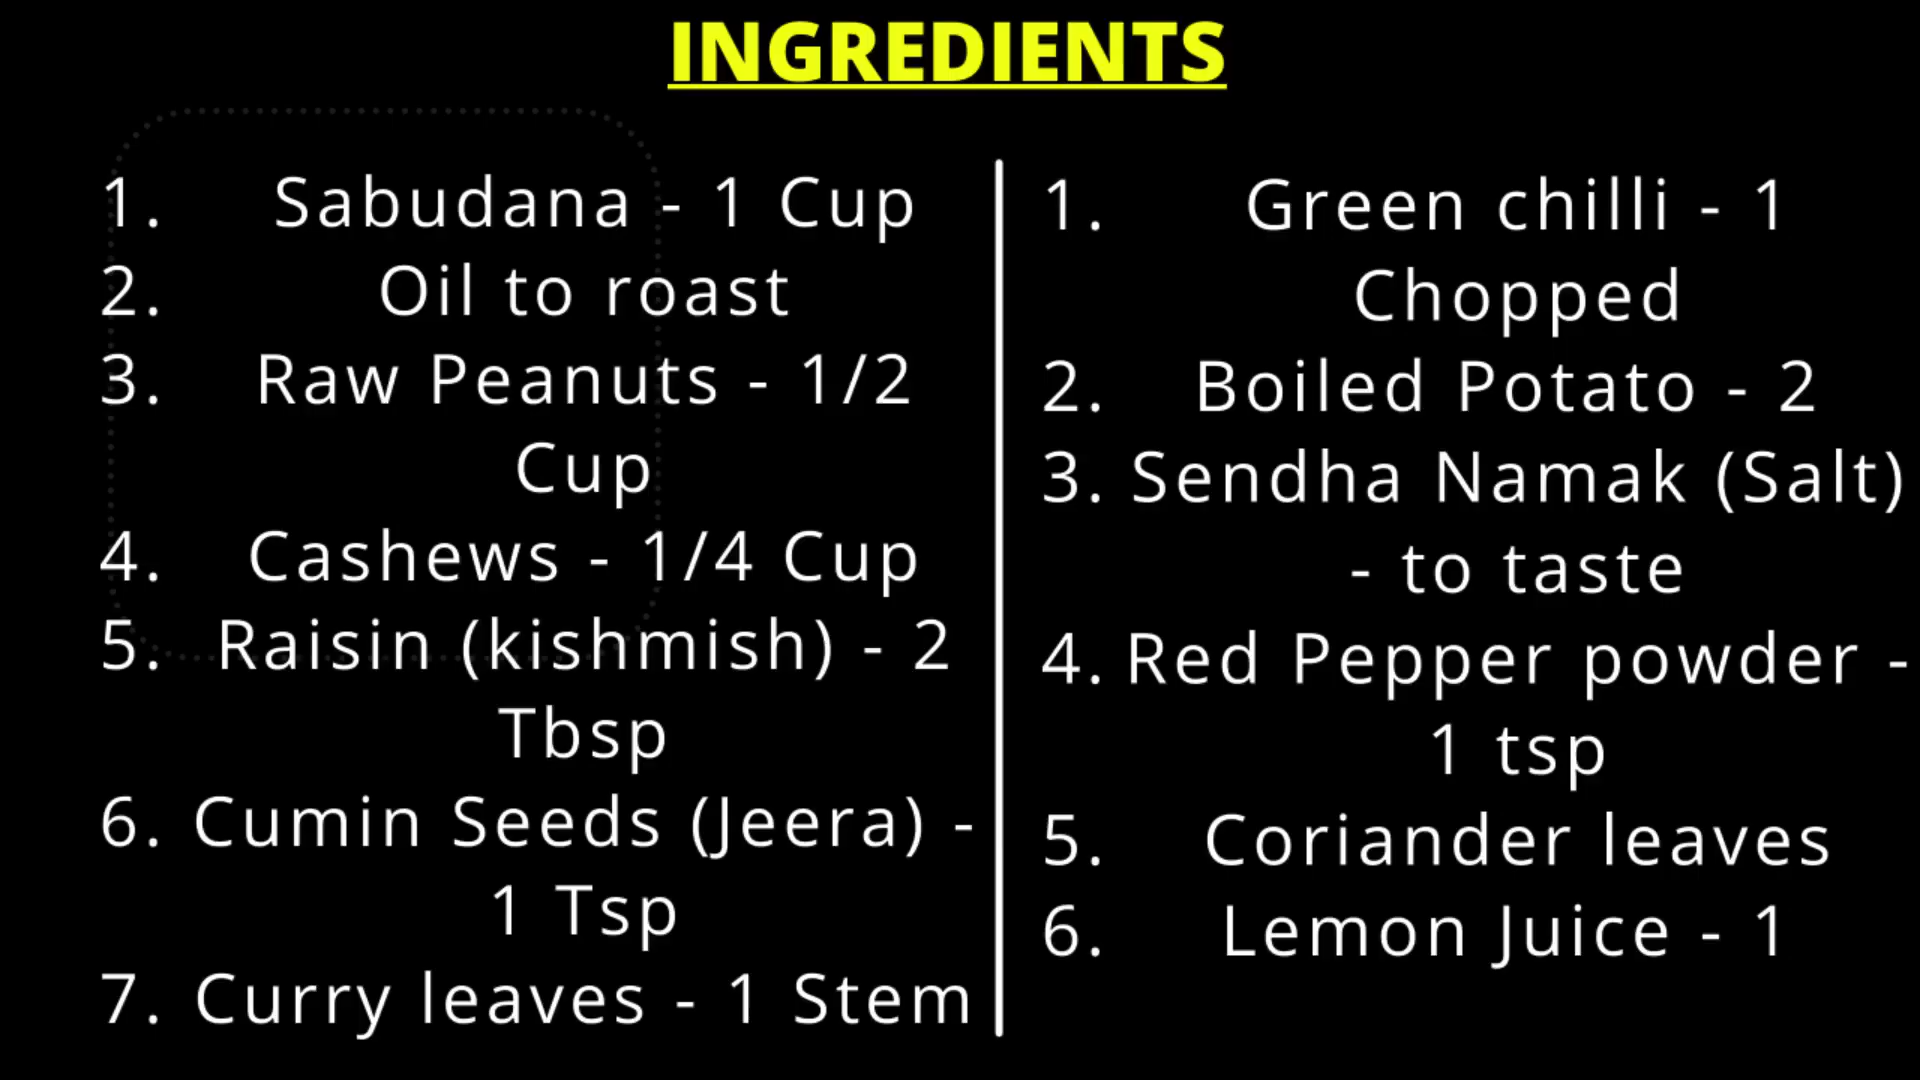 INGREDIENTS
1. Sabudana - 1 Cup
2. Oil to roast
3. Raw Peanuts - 1/2
Cup
4. Cashews - 1/4 Cup
5. Raisin (kishmish) - 2
Tbsp
6. Cumin Seeds (Jeera) -
1 Tsp
7. Curry leaves - 1 Stem
1. Green chilli - 1
Chopped
2. Boiled Potato - 2
3. Sendha Namak (Salt)
- to taste
4. Red Pepper powder -
1 tsp
5. Coriander leaves
6. Lemon Juice - 1